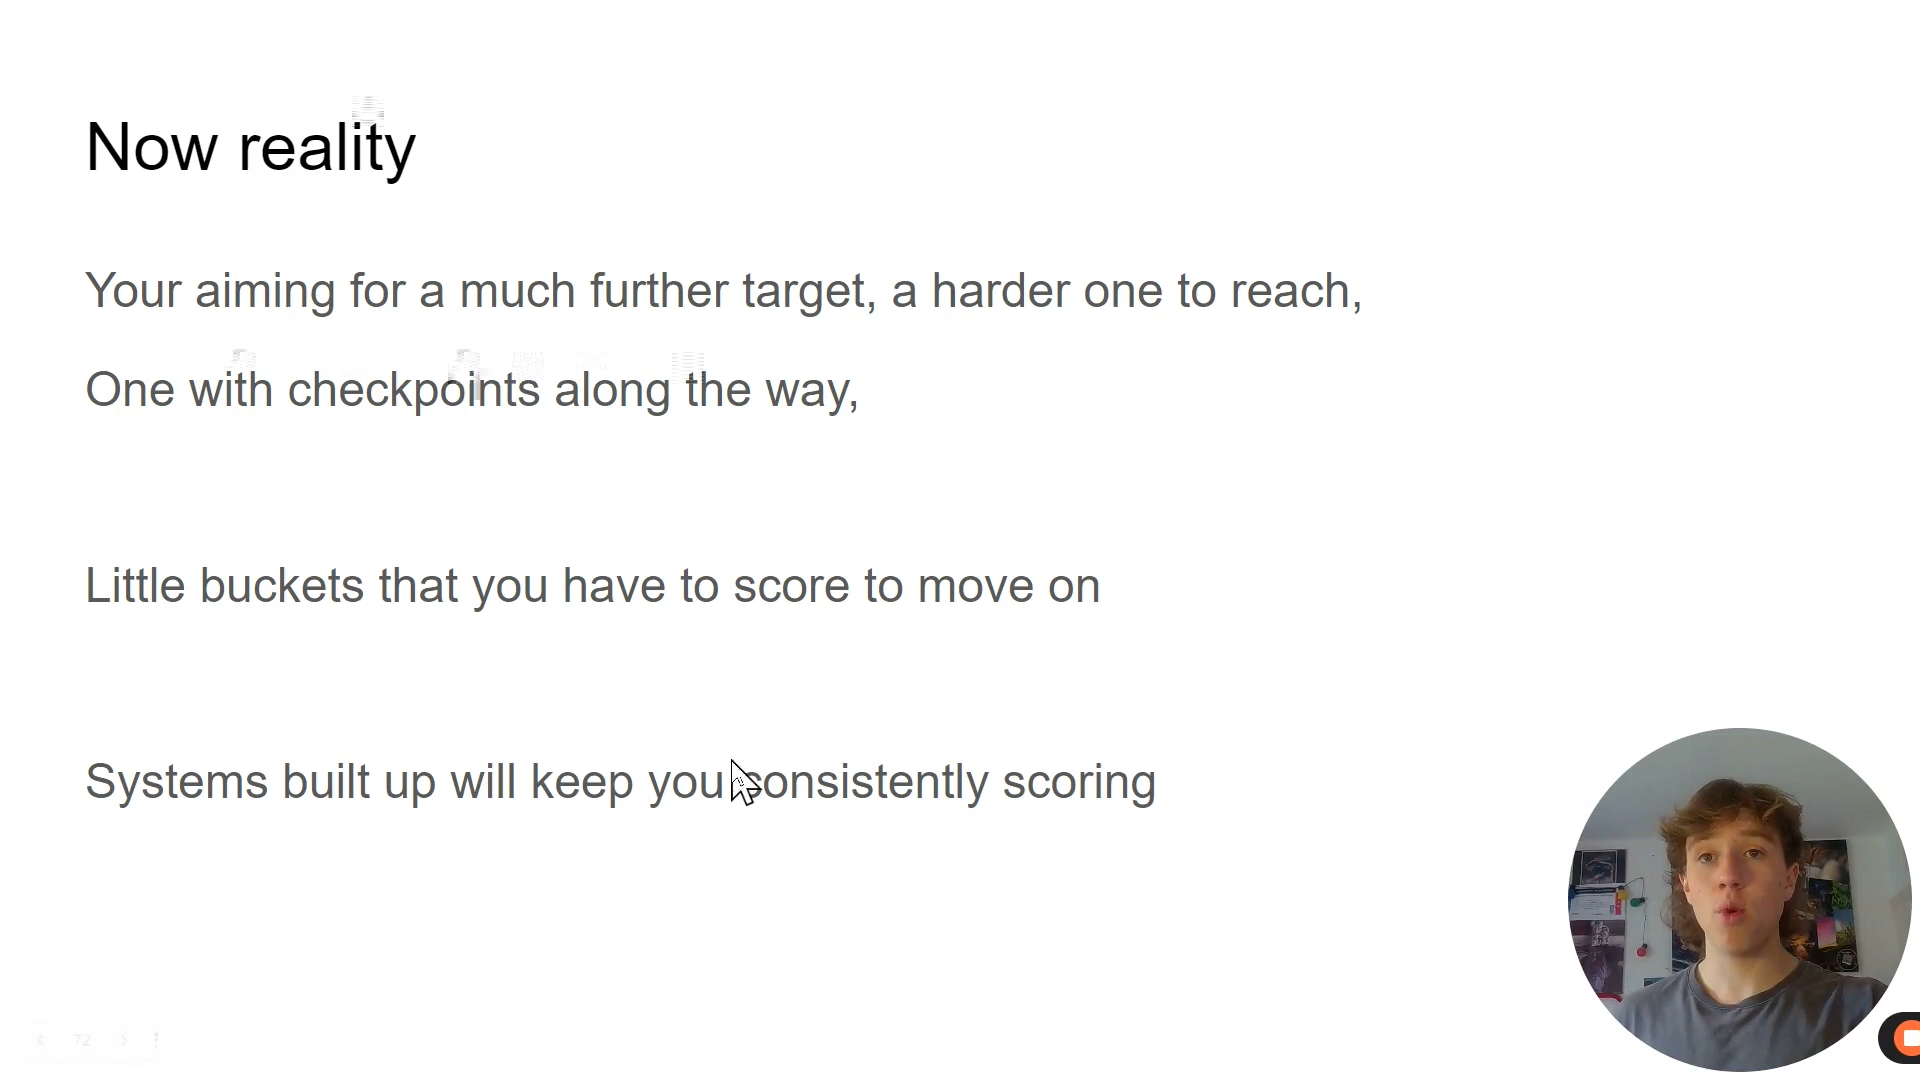 Now reality
Your aiming for a much further target, a harder one to reach,
One with checkpoints along the way,
Little buckets that you have to score to move on
Systems built up will keep you consistently scoring
72